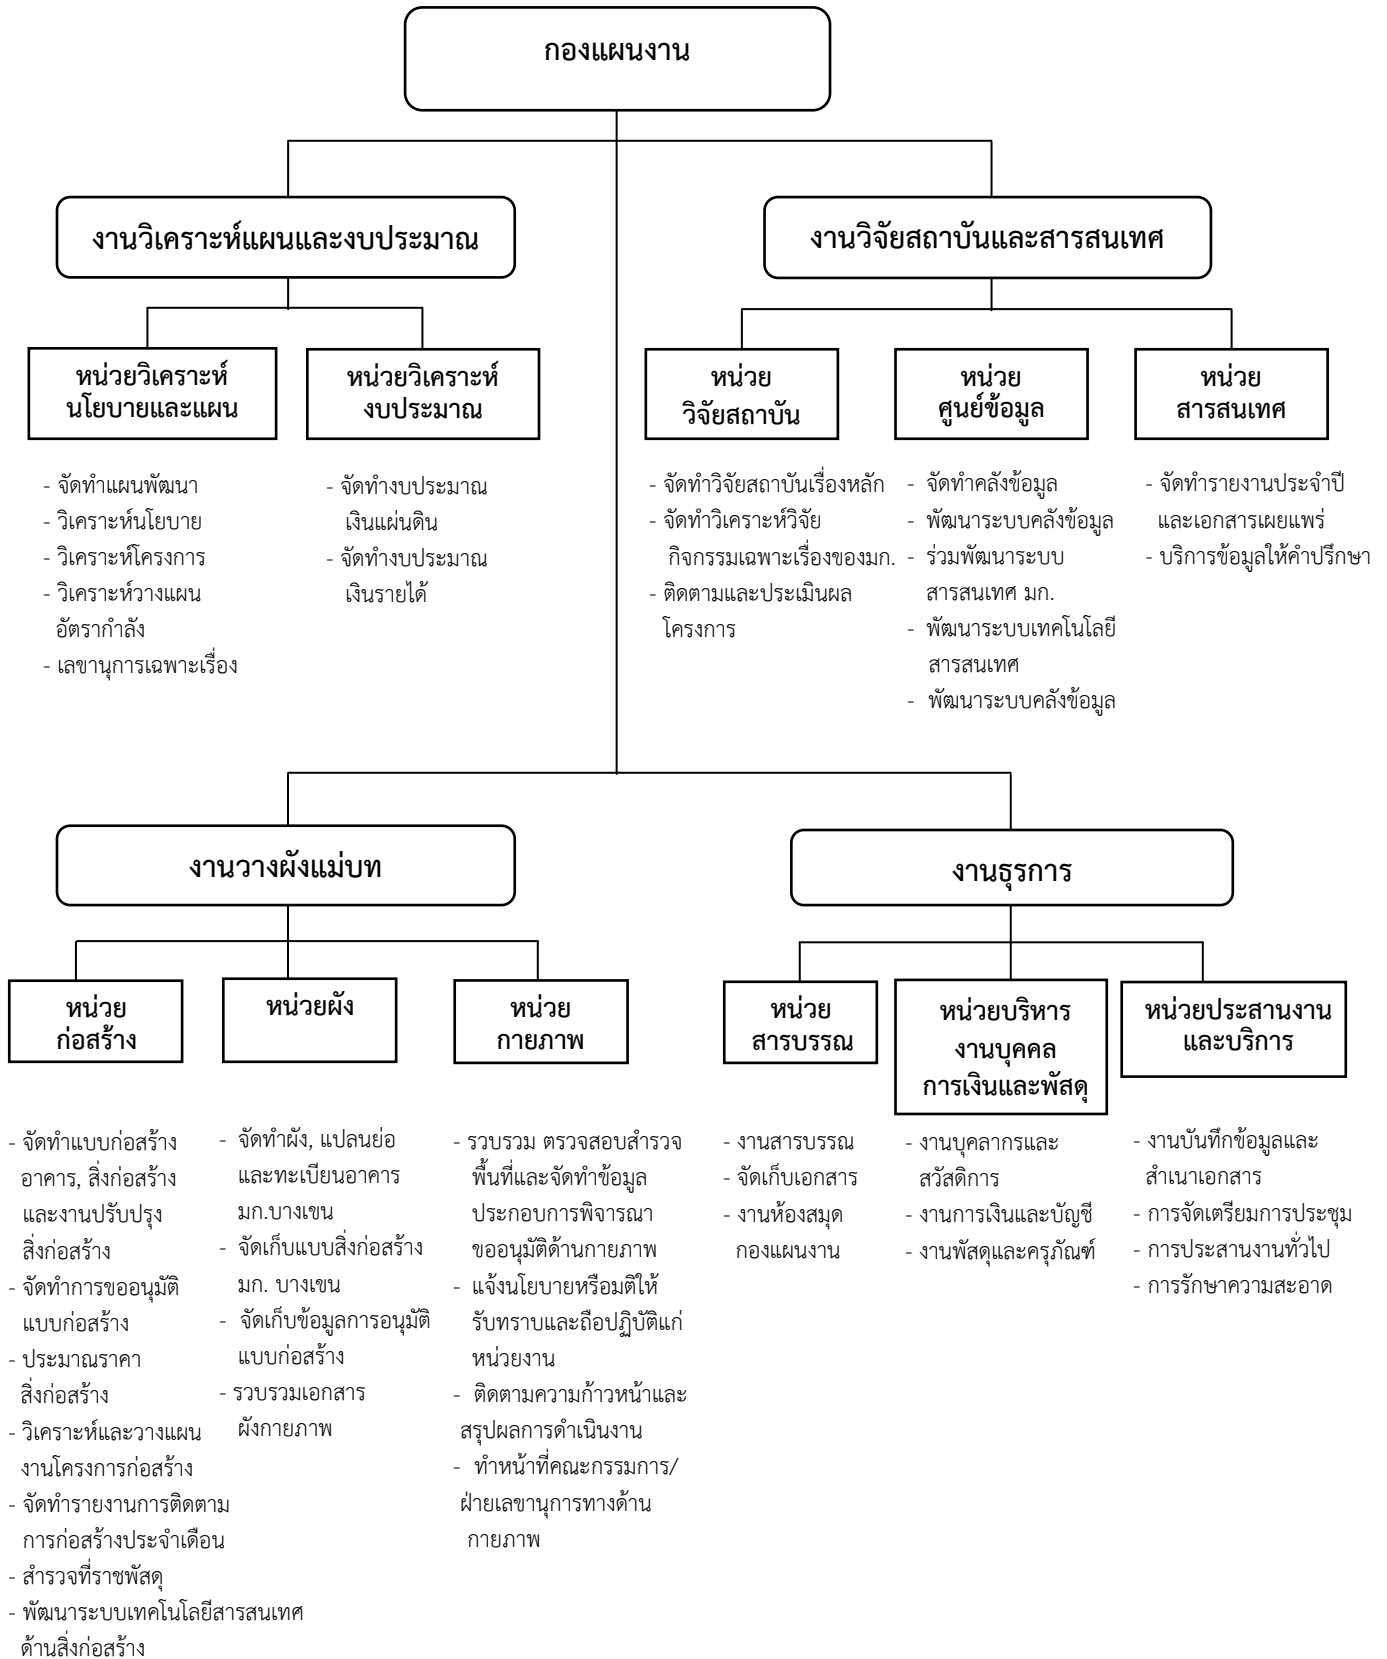 กองแผนงาน
งานวิเคราะห์แผนและงบประมาณ
หน่วยวิเคราะห์
นโยบายและแผน
- จัดทำแผนพัฒนา
- วิเคราะห์นโยบาย
- วิเคราะห์โครงการ
- วิเคราะห์วางแผน
อัตรากำลัง
- เลขานุการเฉพาะเรื่อง
หน่วยวิเคราะห์
งบประมาณ
- จัดทำงบประมาณ
เงินแผ่นดิน
- จัดทำงบประมาณ
เงินรายได้
งานวิจัยสถาบันและสารสนเทศ
หน่วย
วิจัยสถาบัน
- จัดทำวิจัยสถาบันเรื่องหลัก
- จัดทำวิเคราะห์วิจัย
กิจกรรมเฉพาะเรื่องของมก.
- ติดตามและประเมินผล
โครงการ
หน่วย
ศูนย์ข้อมูล
- จัดทำคลังข้อมูล
- พัฒนาระบบคลังข้อมูล
- ร่วมพัฒนาระบบ
สารสนเทศ มก.
- พัฒนาระบบเทคโนโลยี
สารสนเทศ
- พัฒนาระบบคลังข้อมูล
หน่วย
สารสนเทศ
- จัดทำรายงานประจำปี
และเอกสารเผยแพร่
- บริการข้อมูลให้คำปรึกษา
งานวางผังแม่บท
หน่วย
ก่อสร้าง
- จัดทำแบบก่อสร้าง
อาคาร, สิ่งก่อสร้าง
และงานปรับปรุง
สิ่งก่อสร้าง
- จัดทำการขออนุมัติ
แบบก่อสร้าง
- ประมาณราคา
สิ่งก่อสร้าง
- วิเคราะห์และวางแผน
งานโครงการก่อสร้าง
- จัดทำรายงานการติดตาม
การก่อสร้างประจำเดือน
- สำรวจที่ราชพัสดุ
- พัฒนาระบบเทคโนโลยีสารสนเทศ
ด้านสิ่งก่อสร้าง
หน่วยผัง
- จัดทำผัง, แปลนย่อ
และทะเบียนอาคาร
มก.บางเขน
- จัดเก็บแบบสิ่งก่อสร้าง
มก. บางเขน
- จัดเก็บข้อมูลการอนุมัติ
แบบก่อสร้าง
- รวบรวมเอกสาร
ผังกายภาพ
หน่วย
กายภาพ
- รวบรวม ตรวจสอบสำรวจ
พื้นที่และจัดทำข้อมูล
ประกอบการพิจารณา
ขออนุมัติด้านกายภาพ
- แจ้งนโยบายหรือมติให้
รับทราบและถือปฏิบัติแก่
หน่วยงาน
- ติดตามความก้าวหน้าและ
สรุปผลการดำเนินงาน
- ทำหน้าที่คณะกรรมการ/
ฝ่ายเลขานุการทางด้าน
กายภาพ
งานธุรการ
หน่วย
สารบรรณ
- งานสารบรรณ
- จัดเก็บเอกสาร
- งานห้องสมุด
กองแผนงาน
หน่วยบริหาร
งานบุคคล
การเงินและพัสดุ
- งานบุคลากรและ
สวัสดิการ
- งานการเงินและบัญชี
- งานพัสดุและครุภัณฑ์
หน่วยประสานงาน
และบริการ
- งานบันทึกข้อมูลและ
สำเนาเอกสาร
- การจัดเตรียมการประชุม
- การประสานงานทั่วไป
- การรักษาความสะอาด